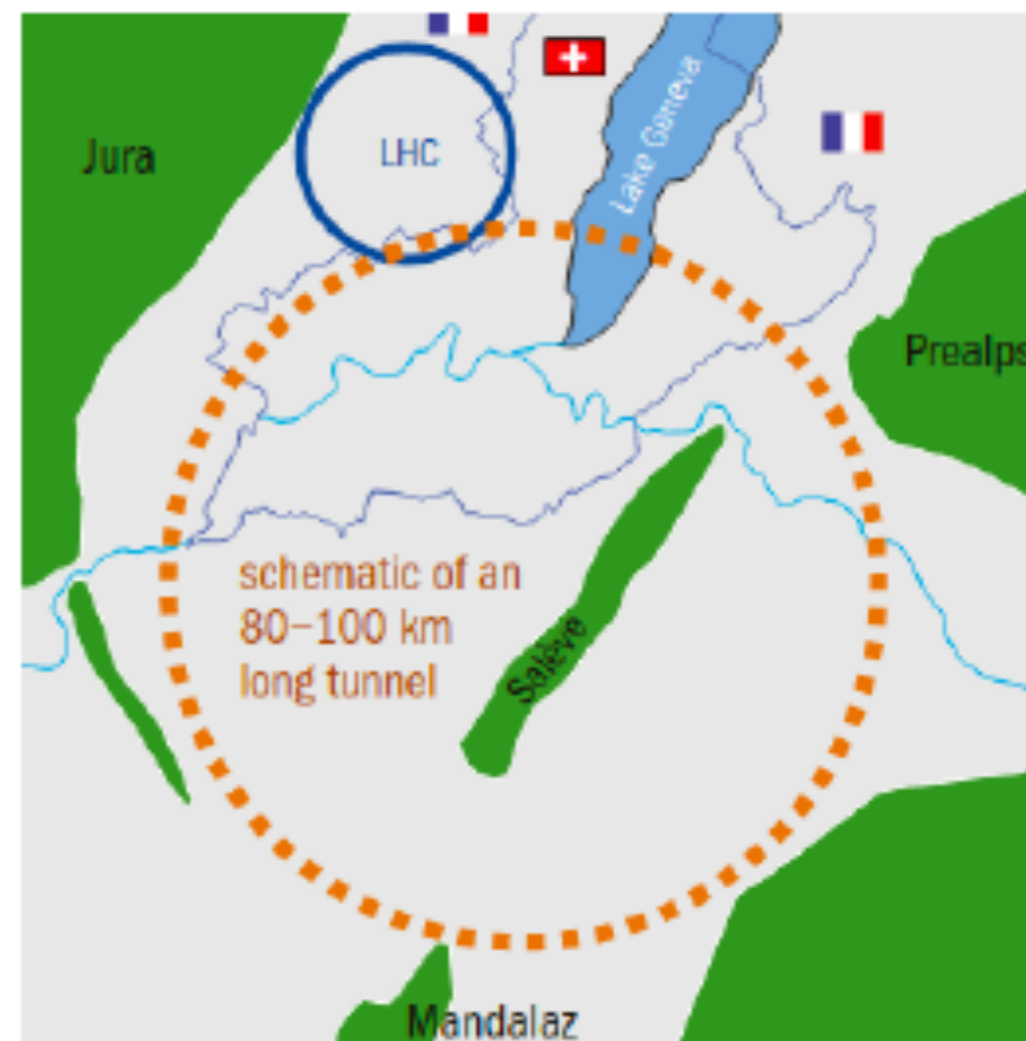 Jura
LHC
Lake Geneva
Prealps
schematic of an
80–100 km
long tunnel
Salève
Mandalaz